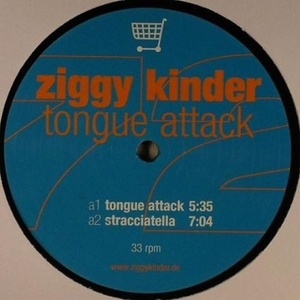 ziggy kinder
tongue attack
a1 tongue attack 5:35
a2 stracciatella 7:04
33 rpm
www.ziggykinder.de